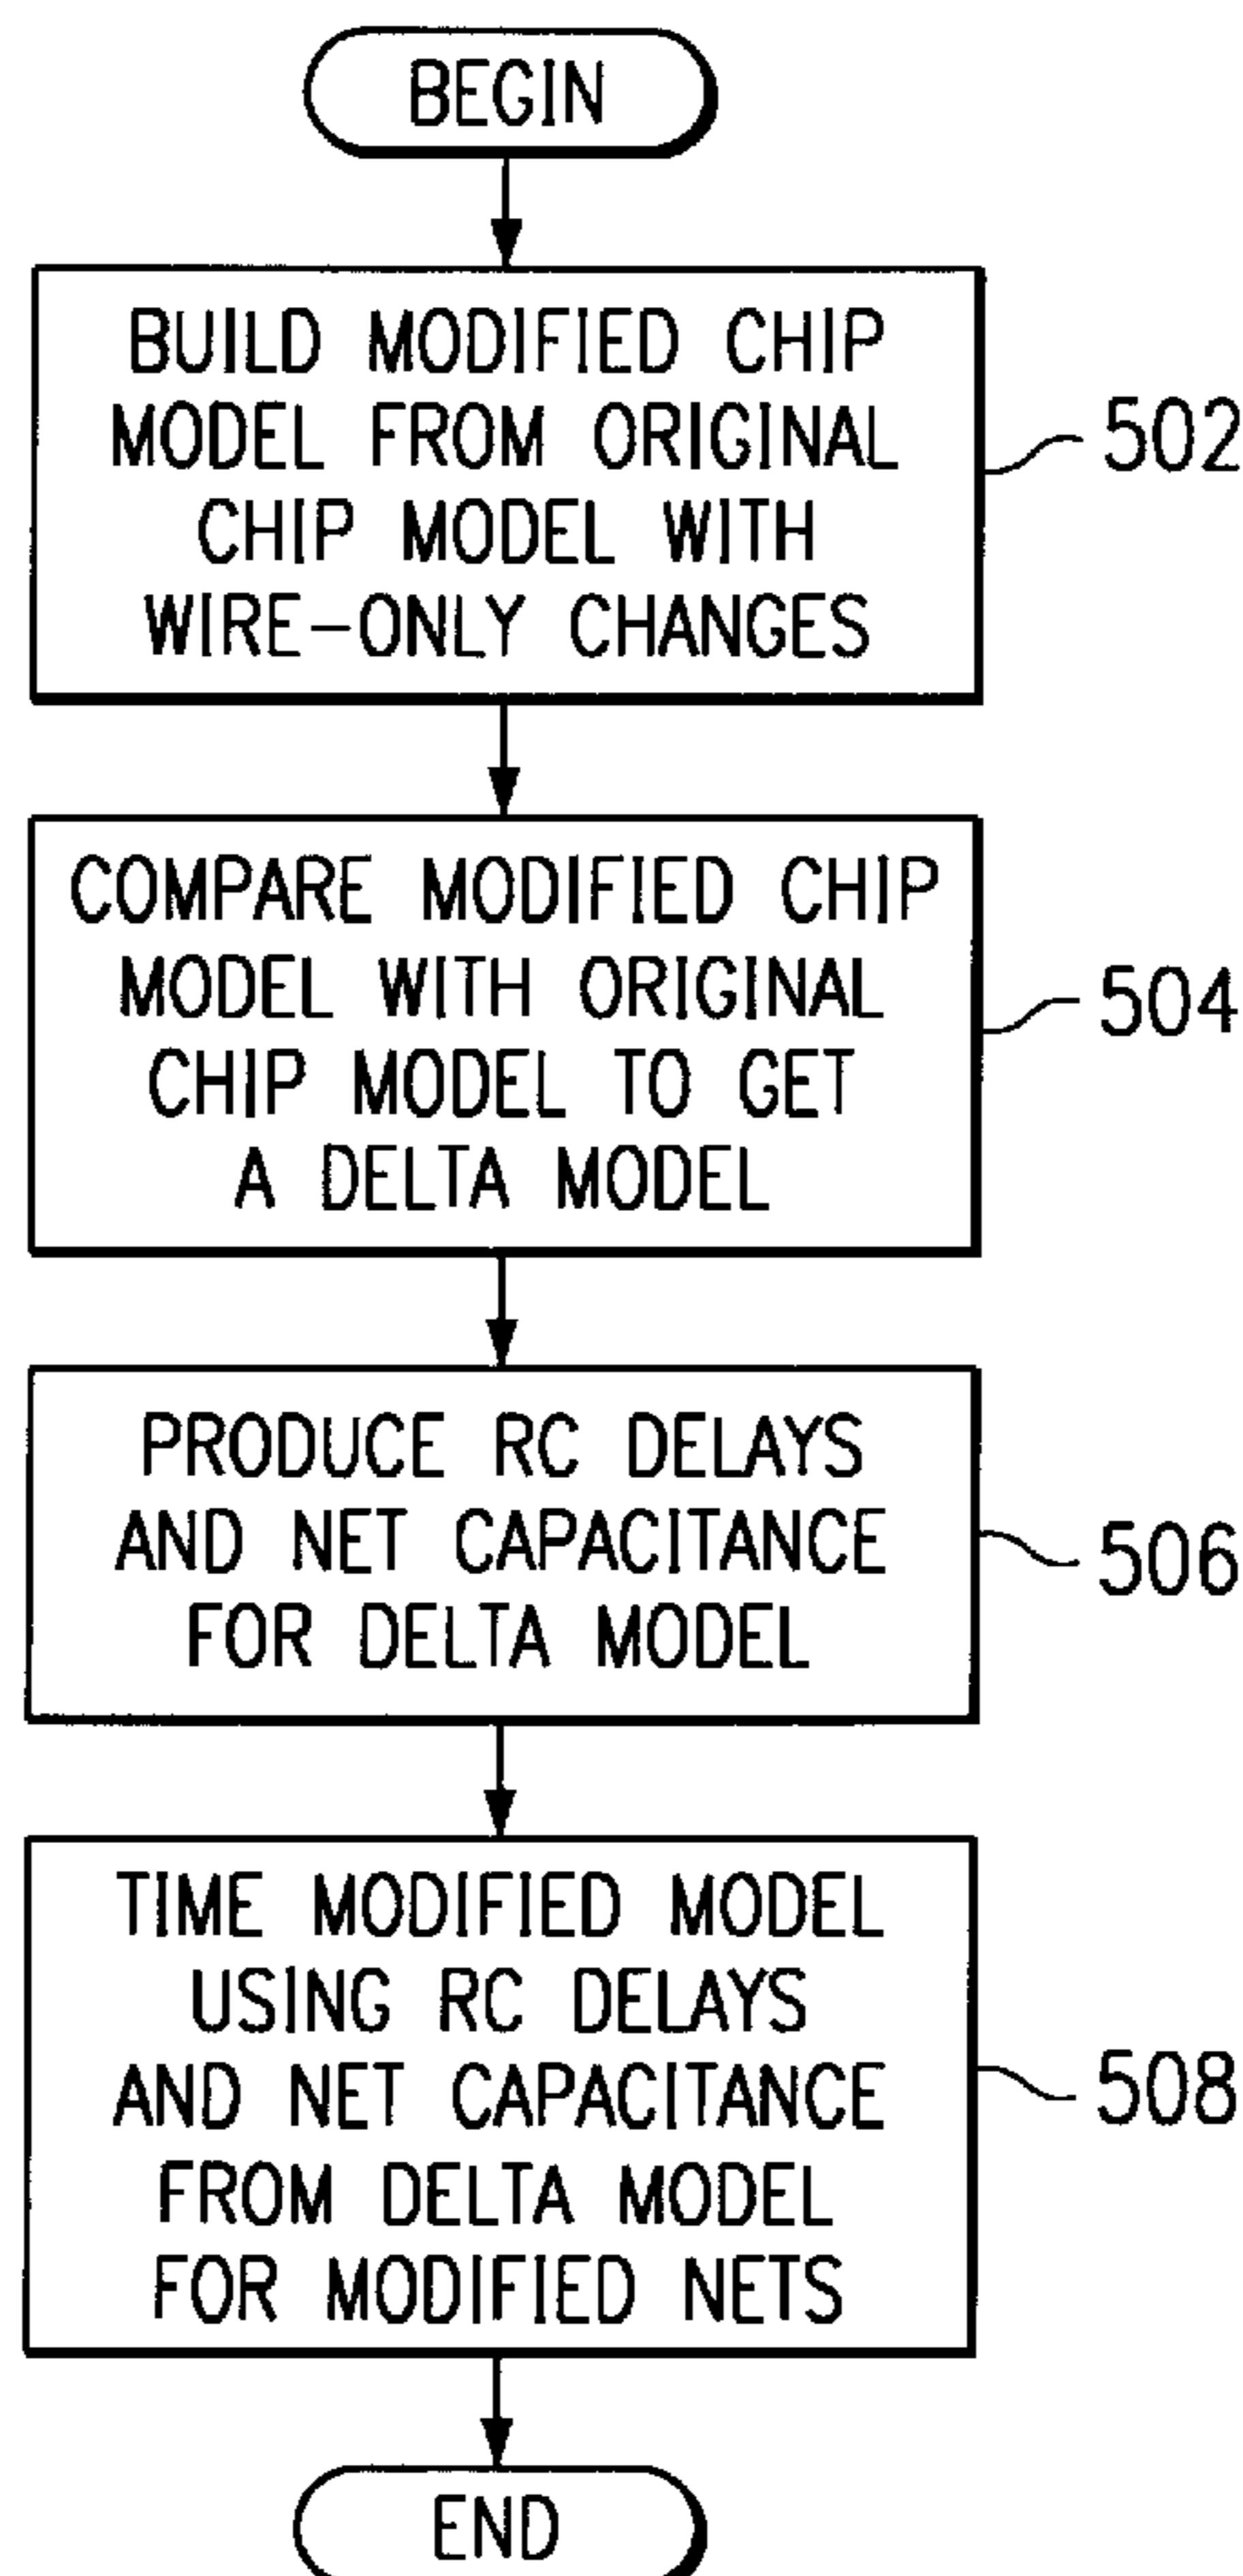 BEGIN
BUILD MODIFIED CHIP
MODEL FROM ORIGINAL
CHIP MODEL WITH
WIRE-ONLY CHANGES
502
COMPARE MODIFIED CHIP
MODEL WITH ORIGINAL
CHIP MODEL TO GET
A DELTA MODEL
504
PRODUCE RC DELAYS
AND NET CAPACITANCE
FOR DELTA MODEL
506
TIME MODIFIED MODEL
USING RC DELAYS
AND NET CAPACITANCE
FROM DELTA MODEL
FOR MODIFIED NETS
508
END